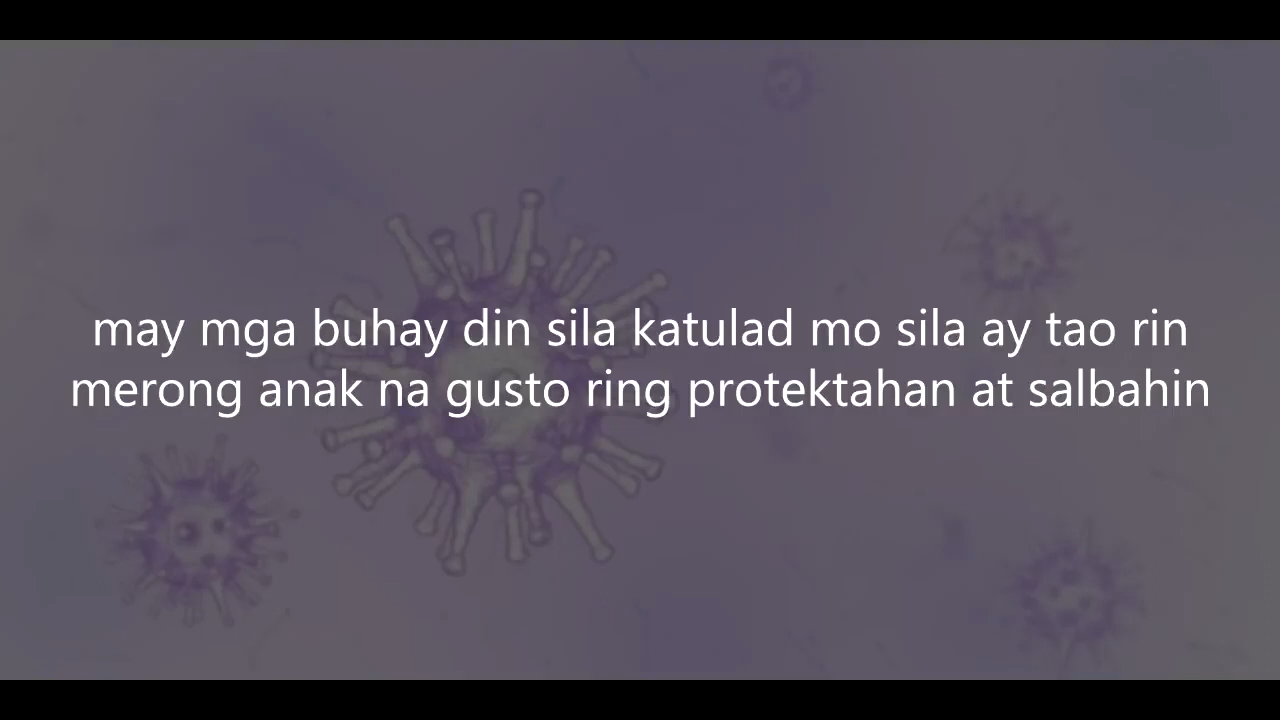 may mga buhay din sila katulad mo sila ay tao rin
merong anak na gusto ring protektahan at salbahin